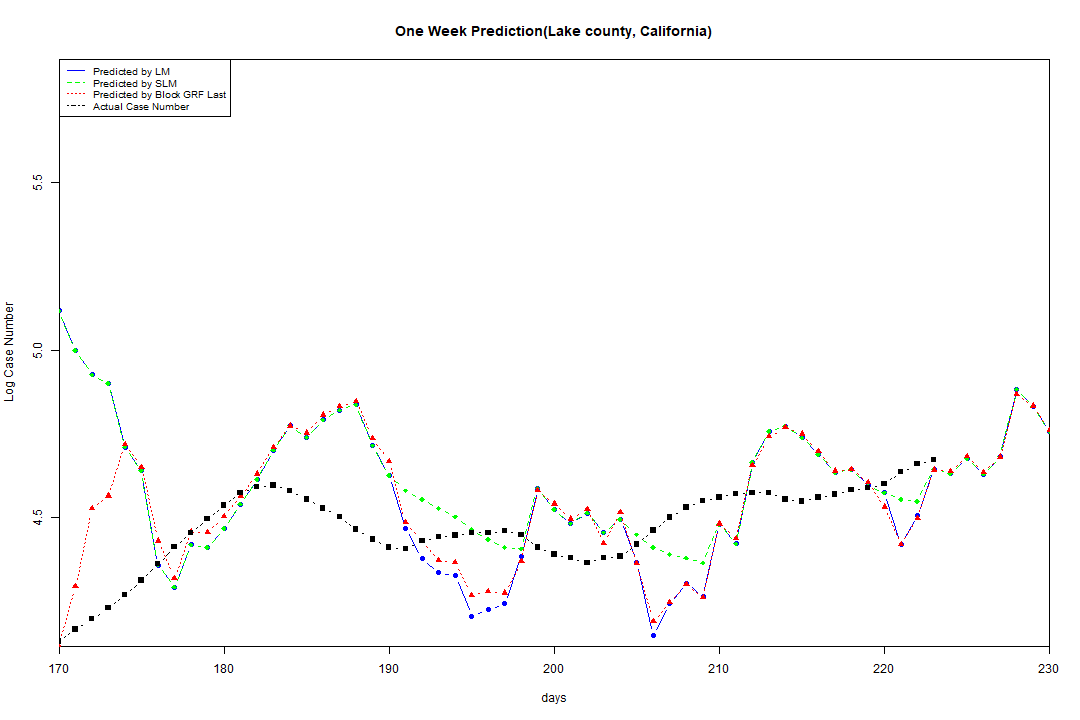 One Week Prediction(Lake county, California)
Predicted by LM
Predicted by SLM
Predicted by Block GRF Last
Actual Case Number
Log Case Number
5.5
5.0
4.5
170 180 190 200 210 220 230
days